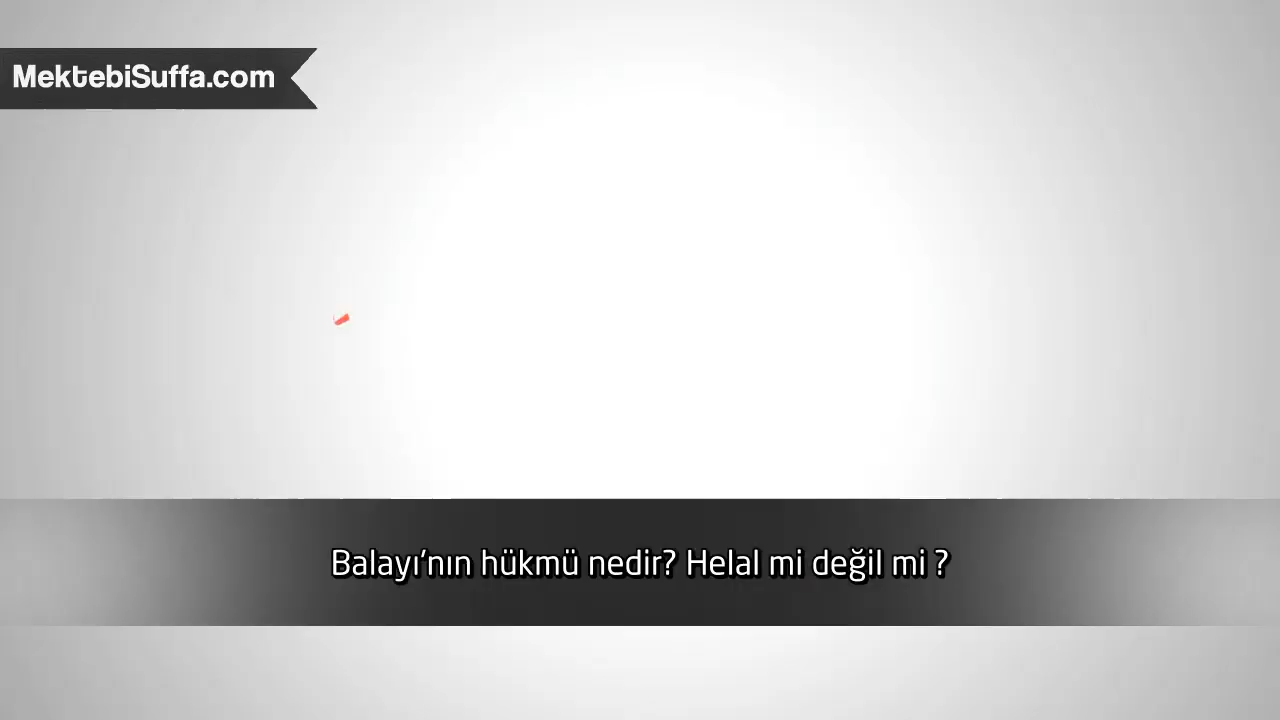 MektebiSuffa.com
Balayı’nın hükmü nedir? Helal mi değil mi ?